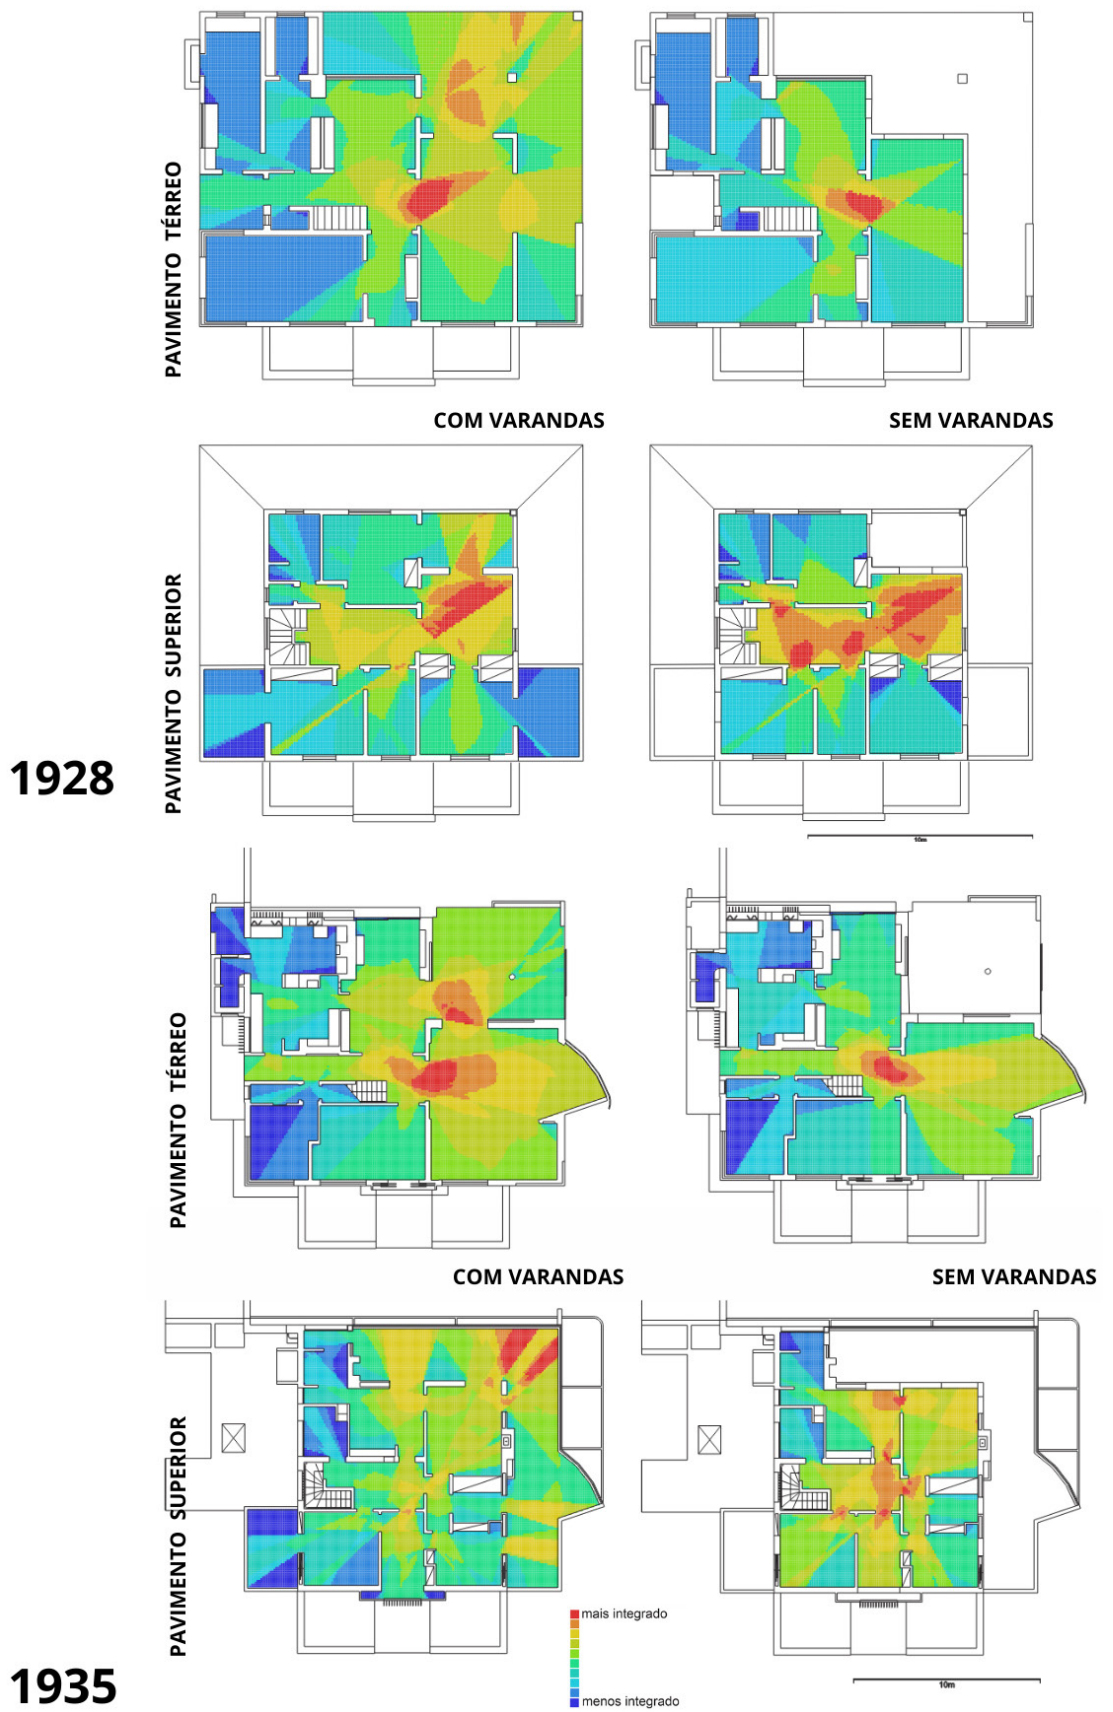 PAVIMENTO TÉRREO
COM VARANDAS
SEM VARANDAS
PAVIMENTO SUPERIOR
1928
10m
PAVIMENTO TÉRREO
COM VARANDAS
SEM VARANDAS
PAVIMENTO SUPERIOR
mais integrado
menos integrado
1935
10m